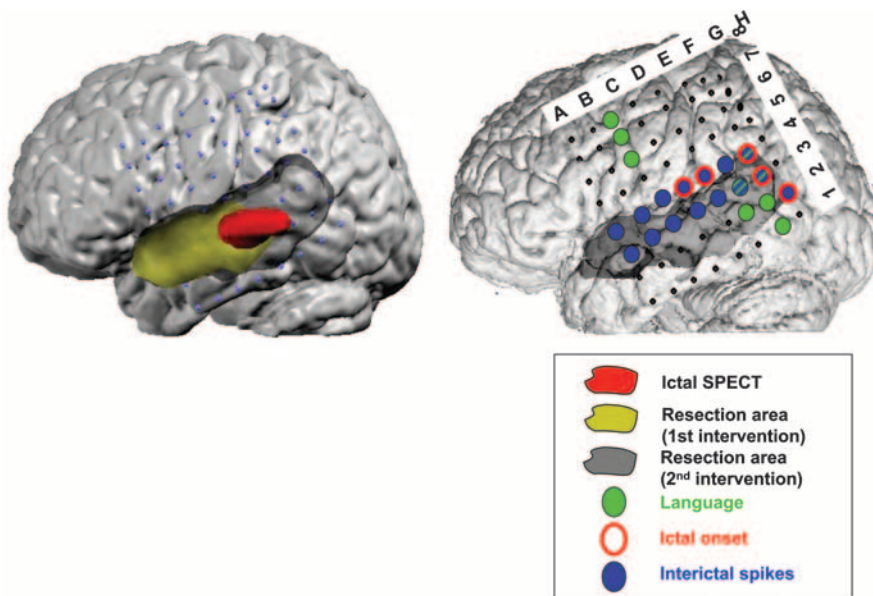 A B C D E F G H
8
7
6
5
4
3
2
1
Ictal SPECT
Resection area
(1st intervention)
Resection area
(2nd intervention)
Language
Ictal onset
Interictal spikes